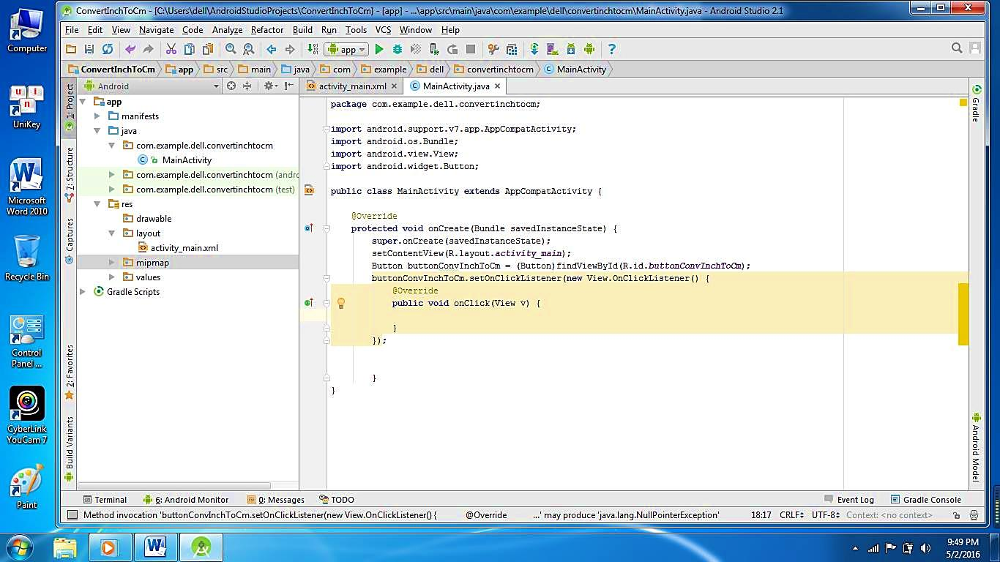 ConvertInchToCm - [C:\Users\dell\AndroidStudioProjects\ConvertInchToCm] - [app] - ...\app\src\main\java\com\example\dell\convertinchtocm\MainActivity.java - Android Studio 2.1
File Edit View Navigate Code Analyze Refactor Build Run Tools VCS Window Help
app
ConvertInchToCm app src main java com example dell convertinchtocm MainActivity
Android
activity_main.xml MainActivity.java
app
manifests
java
com.example.dell.convertinchtocm
MainActivity
com.example.dell.convertinchtocm (andro
com.example.dell.convertinchtocm (test)
res
drawable
layout
activity_main.xml
mipmap
values
Gradle Scripts
package com.example.dell.convertinchtocm;
import android.support.v7.app.AppCompatActivity;
import android.os.Bundle;
import android.view.View;
import android.widget.Button;
public class MainActivity extends AppCompatActivity {
@Override
protected void onCreate(Bundle savedInstanceState) {
super.onCreate(savedInstanceState);
setContentView(R.layout.activity_main);
Button buttonConvInchToCm = (Button)findViewById(R.id.buttonConvInchToCm);
buttonConvInchToCm.setOnClickListener(new View.OnClickListener() {
@Override
public void onClick(View v) {
}
});
}
}
1: Project
7: Structure
Captures
2: Favorites
Build Variants
Gradle
Android Model
Terminal 6: Android Monitor 0: Messages TODO Event Log Gradle Console
Method invocation 'buttonConvInchToCm.setOnClickListener(new View.OnClickListener() { @Override ...' may produce 'java.lang.NullPointerException' 18:17 CRLF UTF-8 Context: <no context>
Computer
u i n
UniKey
W
Microsoft
Word 2010
Recycle Bin
Control
Panel ...
CyberLink
YouCam 7
Paint
W
9:49 PM
5/2/2016